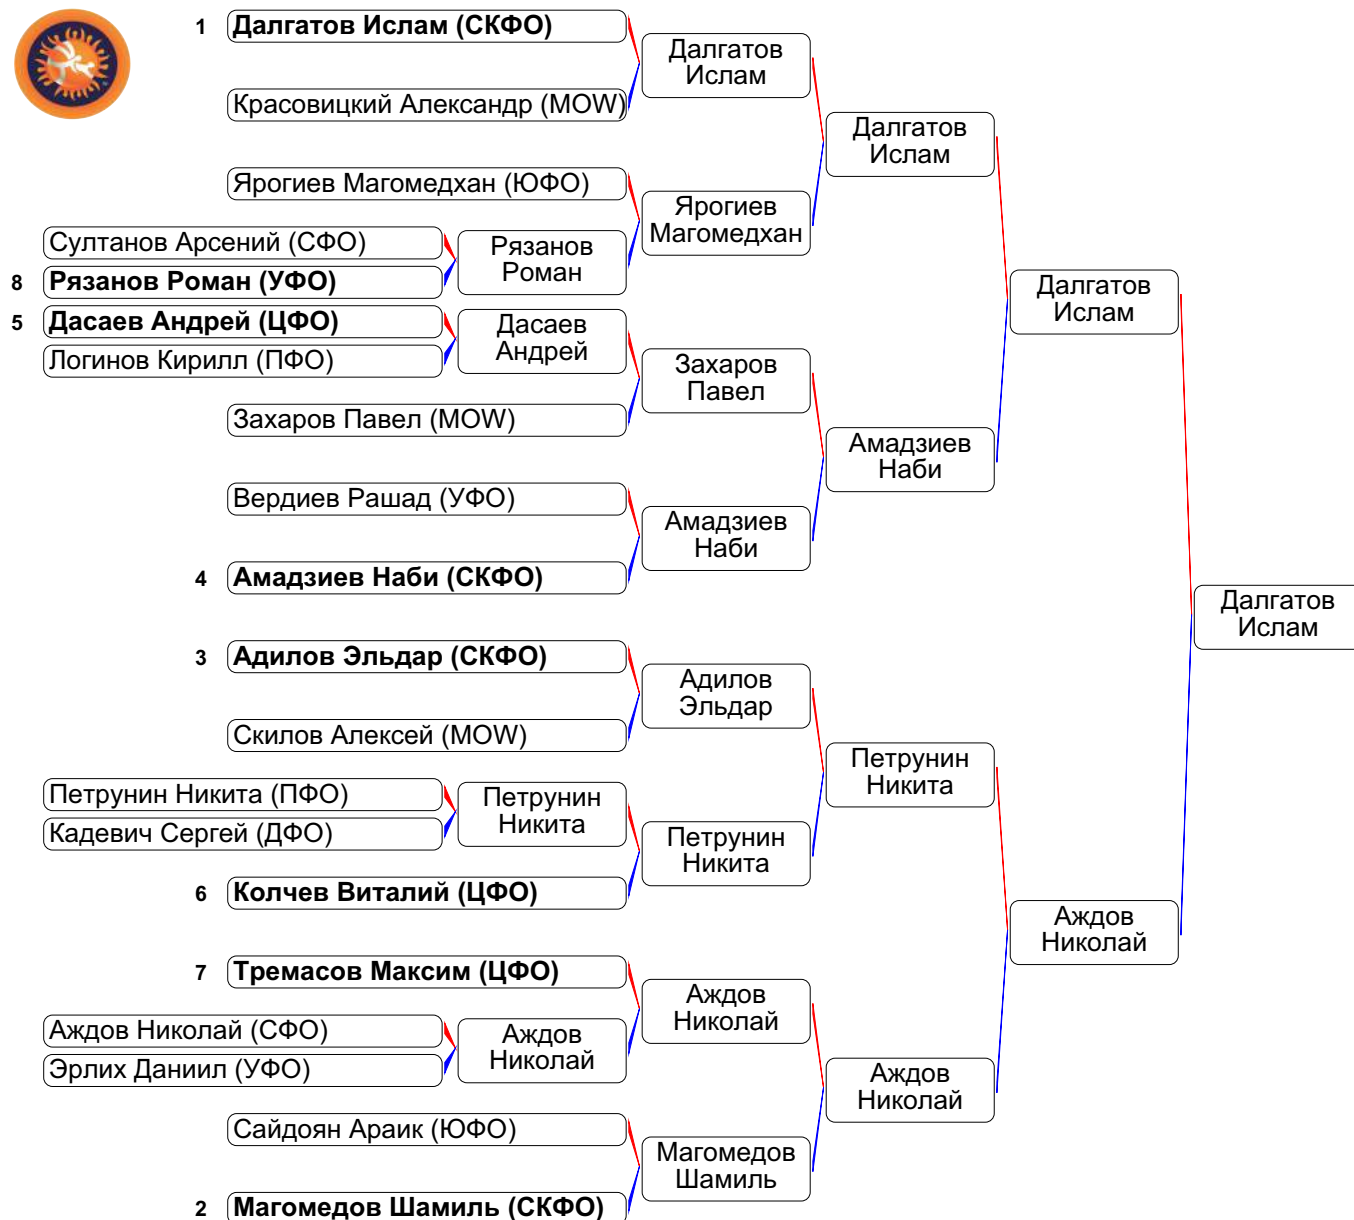 1 Далгатов Ислам (СКФО)
Красовицкий Александр (MOW)
Ярогиев Магомедхан (ЮФО)
Султанов Арсений (СФО)
8 Рязанов Роман (УФО)
5 Дасаев Андрей (ЦФО)
Логинов Кирилл (ПФО)
Захаров Павел (MOW)
Вердиев Рашад (УФО)
4 Амадзиев Наби (СКФО)
3 Адилов Эльдар (СКФО)
Скилов Алексей (MOW)
Петрунин Никита (ПФО)
Кадевич Сергей (ДФО)
6 Колчев Виталий (ЦФО)
7 Тремасов Максим (ЦФО)
Аждов Николай (СФО)
Эрлих Даниил (УФО)
Сайдоян Араик (ЮФО)
2 Магомедов Шамиль (СКФО)
Рязанов
Роман
Дасаев
Андрей
Петрунин
Никита
Аждов
Николай
Далгатов
Ислам
Ярогиев
Магомедхан
Захаров
Павел
Амадзиев
Наби
Адилов
Эльдар
Петрунин
Никита
Аждов
Николай
Магомедов
Шамиль
Далгатов
Ислам
Амадзиев
Наби
Петрунин
Никита
Аждов
Николай
Далгатов
Ислам
Аждов
Николай
Далгатов
Ислам